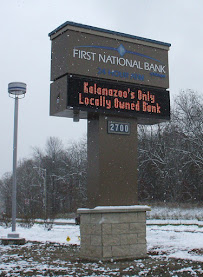 FIRST NATIONAL BANK
Kalamazoo's Only
Locally Owned Bank
2700